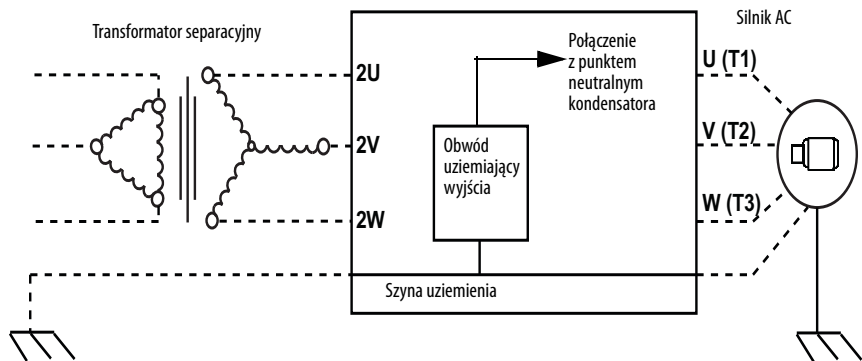 Transformator separacyjny
Silnik AC
2U
2V
2W
Połączenie
z punktem
neutralnym
kondensatora
Obwód
uziemiający
wyjścia
U (T1)
V (T2)
W (T3)
Szyna uziemienia